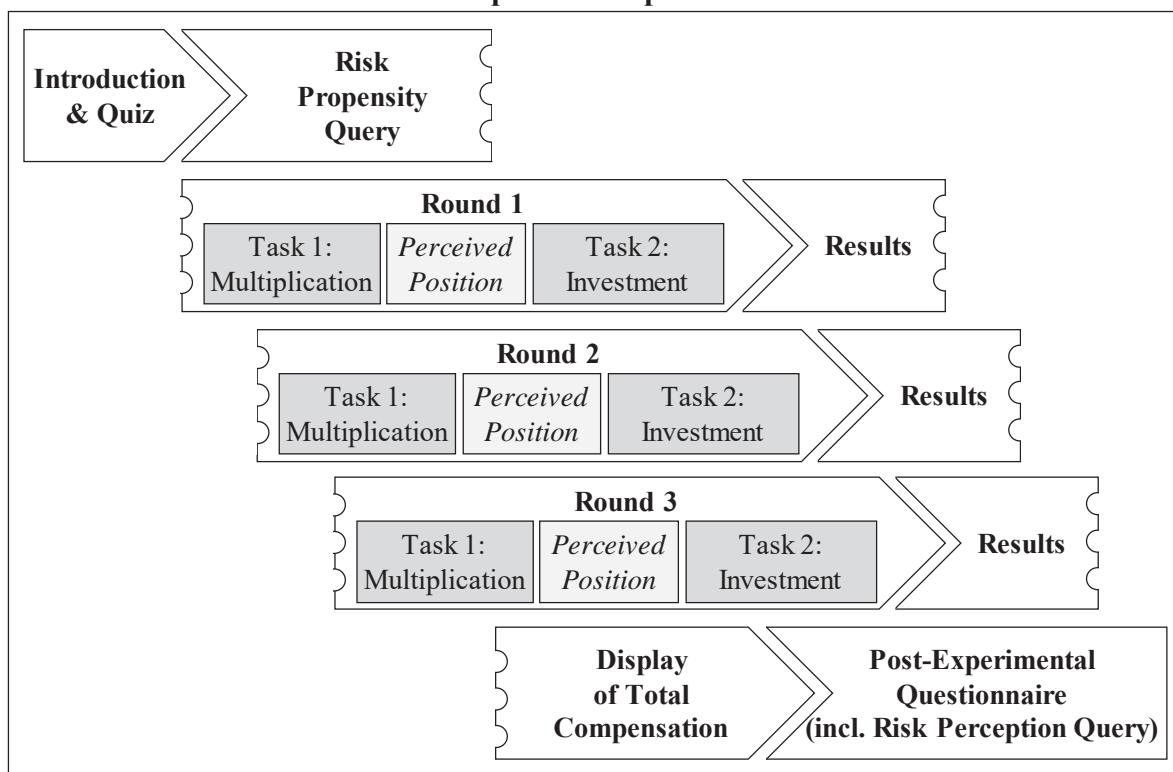 Introduction
& Quiz
Risk
Propensity
Query
Round 1
Task 1:
Multiplication
Perceived
Position
Task 2:
Investment
Results
Round 2
Task 1:
Multiplication
Perceived
Position
Task 2:
Investment
Results
Round 3
Task 1:
Multiplication
Perceived
Position
Task 2:
Investment
Results
Display
of Total
Compensation
Post-Experimental
Questionnaire
(incl. Risk Perception Query)